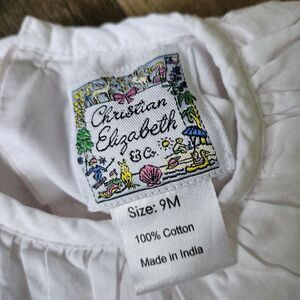 Christian
Elizabeth
& Co.
Size: 9M
100% Cotton
Made in India